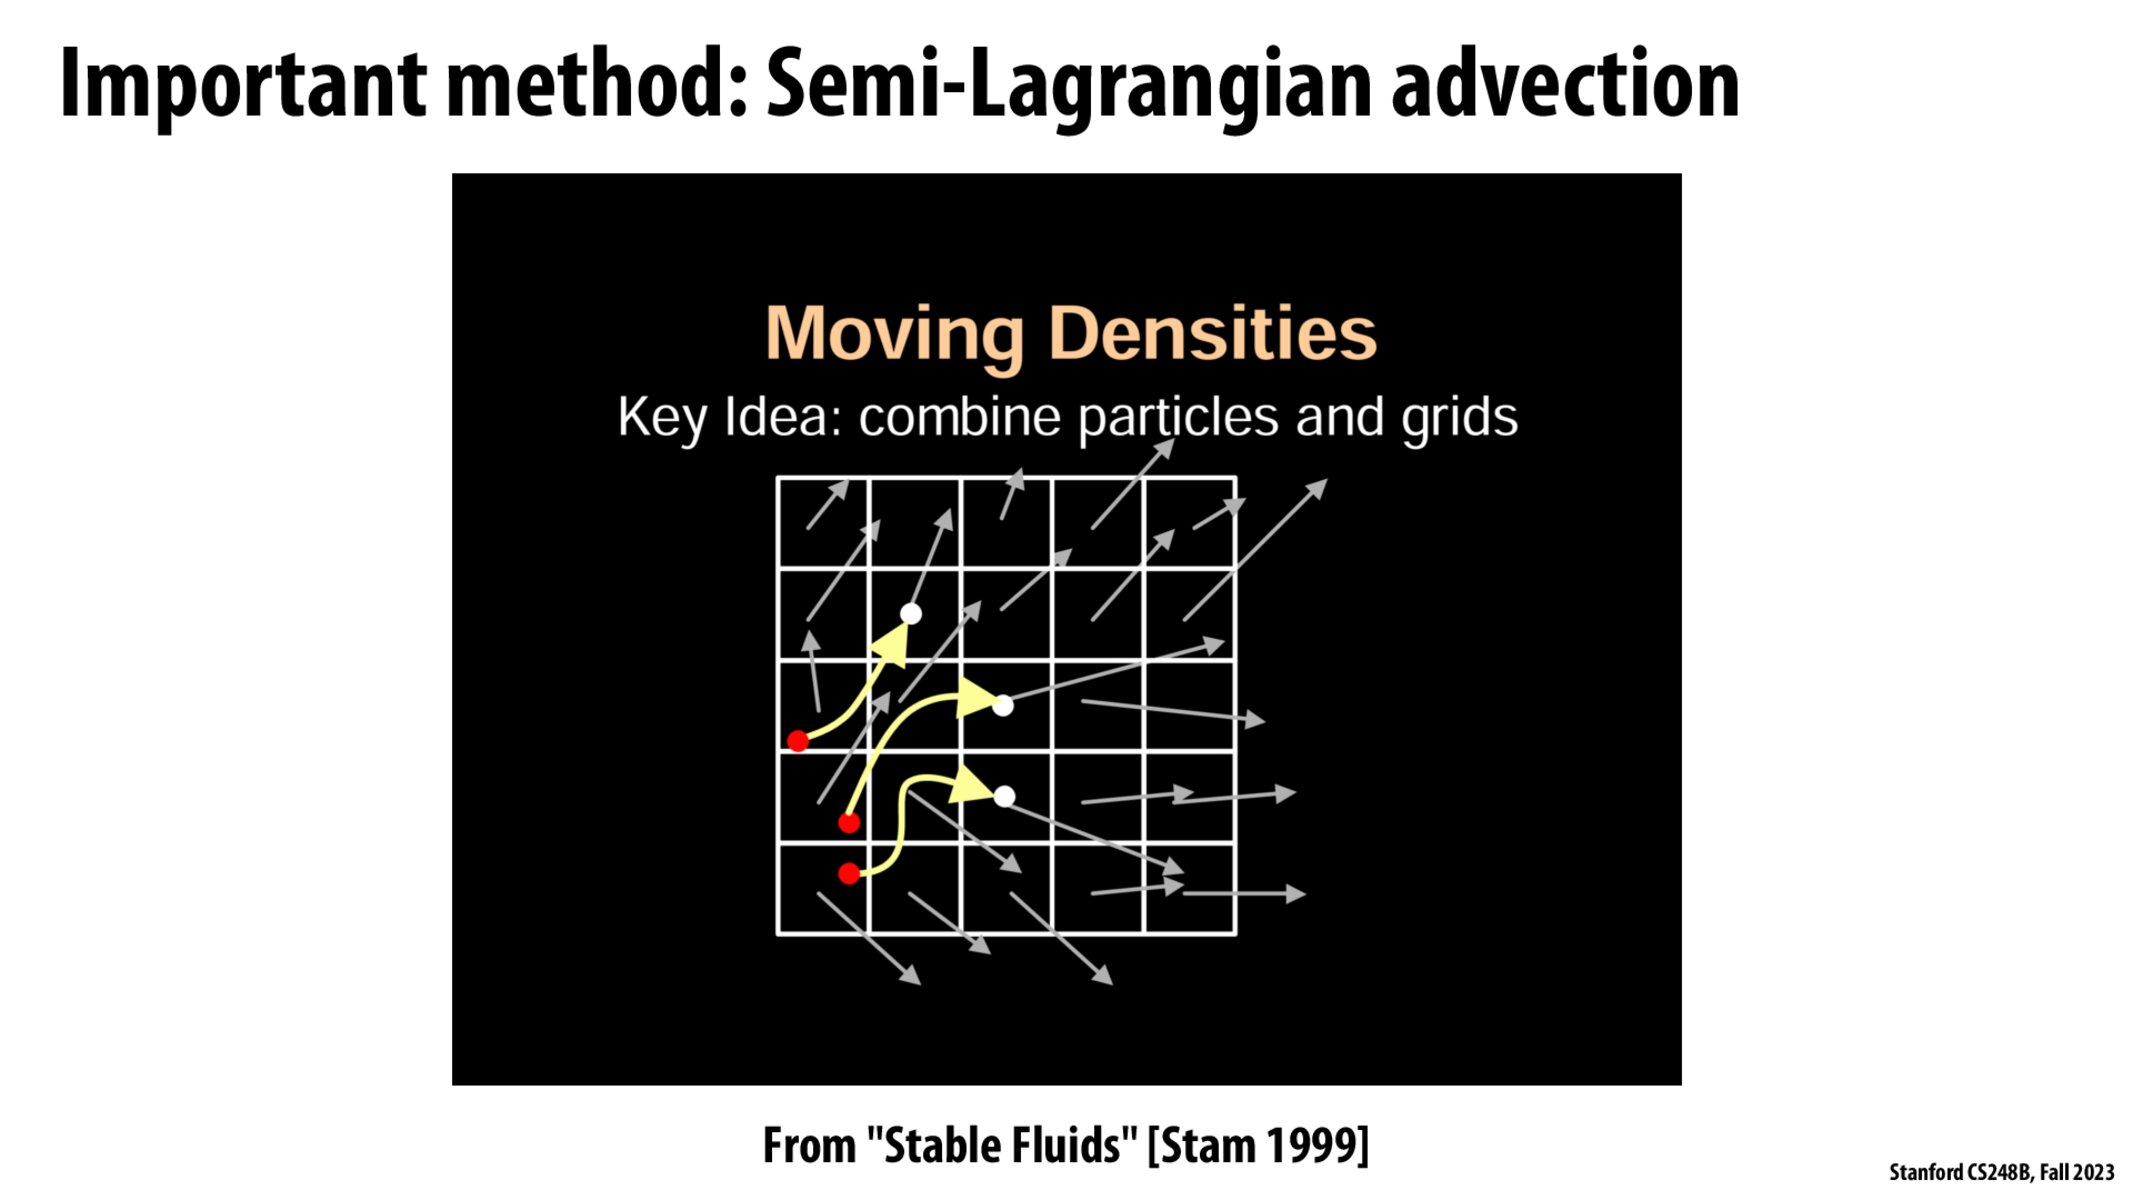 Important method: Semi-Lagrangian advection
Moving Densities
Key Idea: combine particles and grids
From "Stable Fluids" [Stam 1999]
Stanford CS248B, Fall 2023